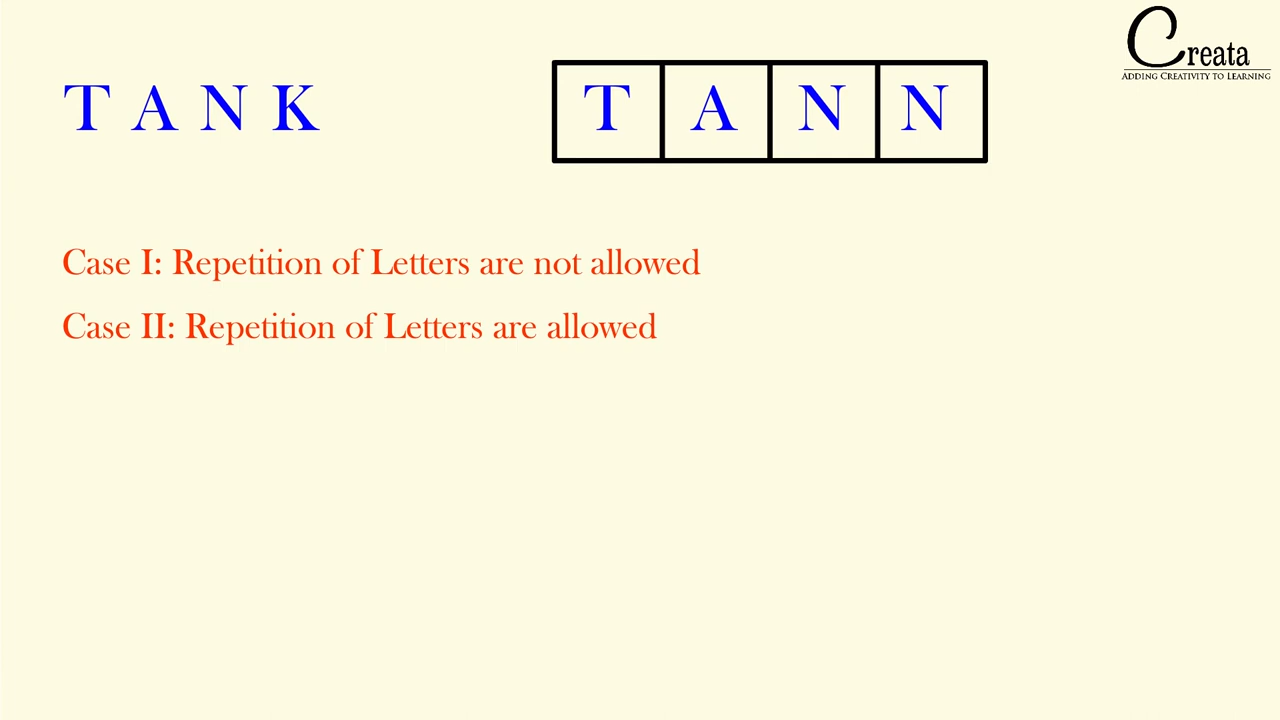 Creata
ADDING CREATIVITY TO LEARNING
T A N K
T A N N
Case I: Repetition of Letters are not allowed
Case II: Repetition of Letters are allowed